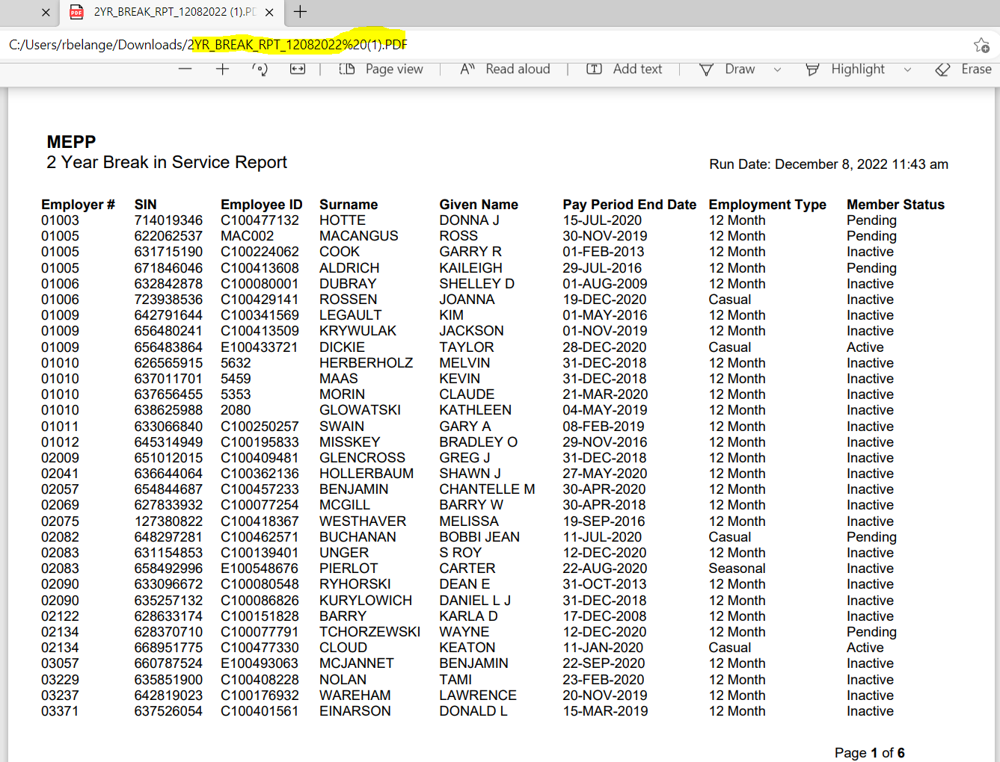 2YR_BREAK_RPT_12082022 (1).PD
C:/Users/rbelange/Downloads/2YR_BREAK_RPT_12082022%20(1).PDF
Page view Read aloud Add text Draw Highlight Erase
MEPP
2 Year Break in Service Report
Run Date: December 8, 2022 11:43 am
Employer # SIN Employee ID Surname Given Name Pay Period End Date Employment Type Member Status
01003 714019346 C100477132 HOTTE DONNA J 15-JUL-2020 12 Month Pending
01005 622062537 MAC002 MACANGUS ROSS 30-NOV-2019 12 Month Pending
01005 631715190 C100224062 COOK GARRY R 01-FEB-2013 12 Month Inactive
01005 671846046 C100413608 ALDRICH KAILEIGH 29-JUL-2016 12 Month Pending
01006 632842878 C100080001 DUBRAY SHELLEY D 01-AUG-2009 12 Month Inactive
01006 723938536 C100429141 ROSSEN JOANNA 19-DEC-2020 Casual Inactive
01009 642791644 C100341569 LEGAULT KIM 01-MAY-2016 12 Month Inactive
01009 656480241 C100413509 KRYWULAK JACKSON 01-NOV-2019 12 Month Inactive
01009 656483864 E100433721 DICKIE TAYLOR 28-DEC-2020 Casual Active
01010 626565915 5632 HERBERHOLZ MELVIN 31-DEC-2018 12 Month Inactive
01010 637011701 5459 MAAS KEVIN 31-DEC-2018 12 Month Inactive
01010 637656455 5353 MORIN CLAUDE 21-MAR-2020 12 Month Inactive
01010 638625988 2080 GLOWATSKI KATHLEEN 04-MAY-2019 12 Month Inactive
01011 633066840 C100250257 SWAIN GARY A 08-FEB-2019 12 Month Inactive
01012 645314949 C100195833 MISSKEY BRADLEY O 29-NOV-2016 12 Month Inactive
02009 651012015 C100409481 GLENCROSS GREG J 31-DEC-2018 12 Month Inactive
02041 636644064 C100362136 HOLLERBAUM SHAWN J 27-MAY-2020 12 Month Inactive
02057 654844687 C100457233 BENJAMIN CHANTELLE M 30-APR-2020 12 Month Inactive
02069 627833932 C100077254 MCGILL BARRY W 30-APR-2018 12 Month Inactive
02075 127380822 C100418367 WESTHAVER MELISSA 19-SEP-2016 12 Month Inactive
02082 648297281 C100462571 BUCHANAN BOBBI JEAN 11-JUL-2020 Casual Pending
02083 631154853 C100139401 UNGER S ROY 12-DEC-2020 12 Month Inactive
02083 658492996 E100548676 PIERLOT CARTER 22-AUG-2020 Seasonal Inactive
02090 633096672 C100080548 RYHORSKI DEAN E 31-OCT-2013 12 Month Inactive
02090 635257132 C100086826 KURYLOWICH DANIEL L J 31-DEC-2018 12 Month Inactive
02122 628633174 C100151828 BARRY KARLA D 17-DEC-2008 12 Month Inactive
02134 628370710 C100077791 TCHORZEWSKI WAYNE 12-DEC-2020 12 Month Pending
02134 668951775 C100477330 CLOUD KEATON 11-JAN-2020 Casual Active
03057 660787524 E100493063 MCJANNET BENJAMIN 22-SEP-2020 12 Month Inactive
03229 635851900 C100408228 NOLAN TAMI 23-FEB-2020 12 Month Inactive
03237 642819023 C100176932 WAREHAM LAWRENCE 20-NOV-2019 12 Month Inactive
03371 637526054 C100401561 EINARSON DONALD L 15-MAR-2019 12 Month Inactive
Page 1 of 6